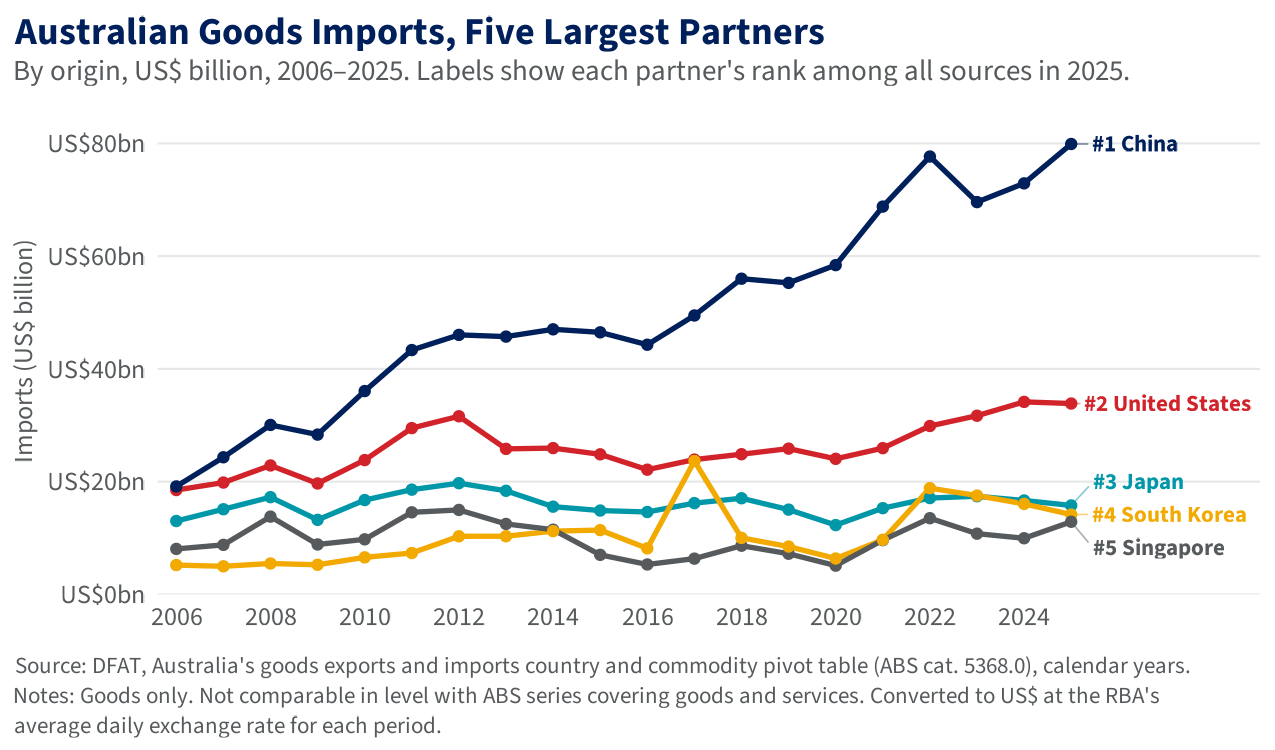 Australian Goods Imports, Five Largest Partners
By origin, US$ billion, 2006–2025. Labels show each partner's rank among all sources in 2025.
Imports (US$ billion)
US$80bn
US$60bn
US$40bn
US$20bn
US$0bn
2006
2008
2010
2012
2014
2016
2018
2020
2022
2024
#1 China
#2 United States
#3 Japan
#4 South Korea
#5 Singapore
Source: DFAT, Australia's goods exports and imports country and commodity pivot table (ABS cat. 5368.0), calendar years.
Notes: Goods only. Not comparable in level with ABS series covering goods and services. Converted to US$ at the RBA's
average daily exchange rate for each period.